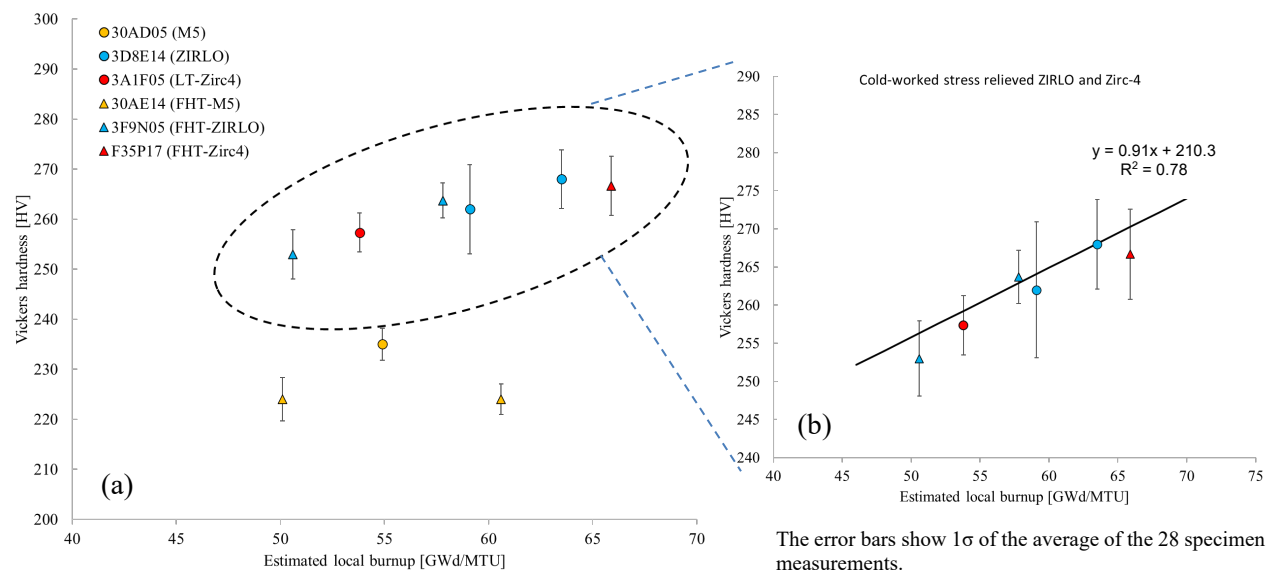 300
290
280
270
260
250
240
230
220
210
200
Vickers hardness [HV]
30AD05 (M5)
3D8E14 (ZIRLO)
3A1F05 (LT-Zirc4)
30AE14 (FHT-M5)
3F9N05 (FHT-ZIRLO)
F35P17 (FHT-Zirc4)
(a)
40 45 50 55 60 65 70
Estimated local burnup [GWd/MTU]
Cold-worked stress relieved ZIRLO and Zirc-4
290
285
280
275
270
265
260
255
250
245
240
Vickers hardness [HV]
y = 0.91x + 210.3
R² = 0.78
(b)
40 45 50 55 60 65 70 75
Estimated local burnup [GWd/MTU]
The error bars show 1σ of the average of the 28 specimen
measurements.